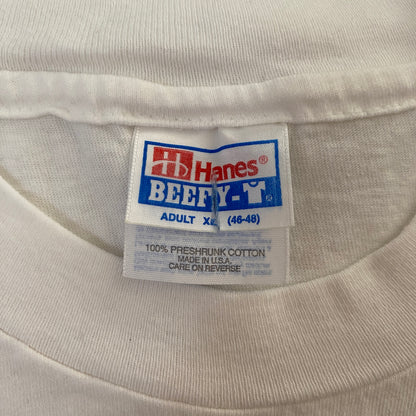 H Hanes®
BEEFY-T®
ADULT (46-48)
100% PRESHRUNK COTTON
MADE IN U.S.A.
CARE ON REVERSE